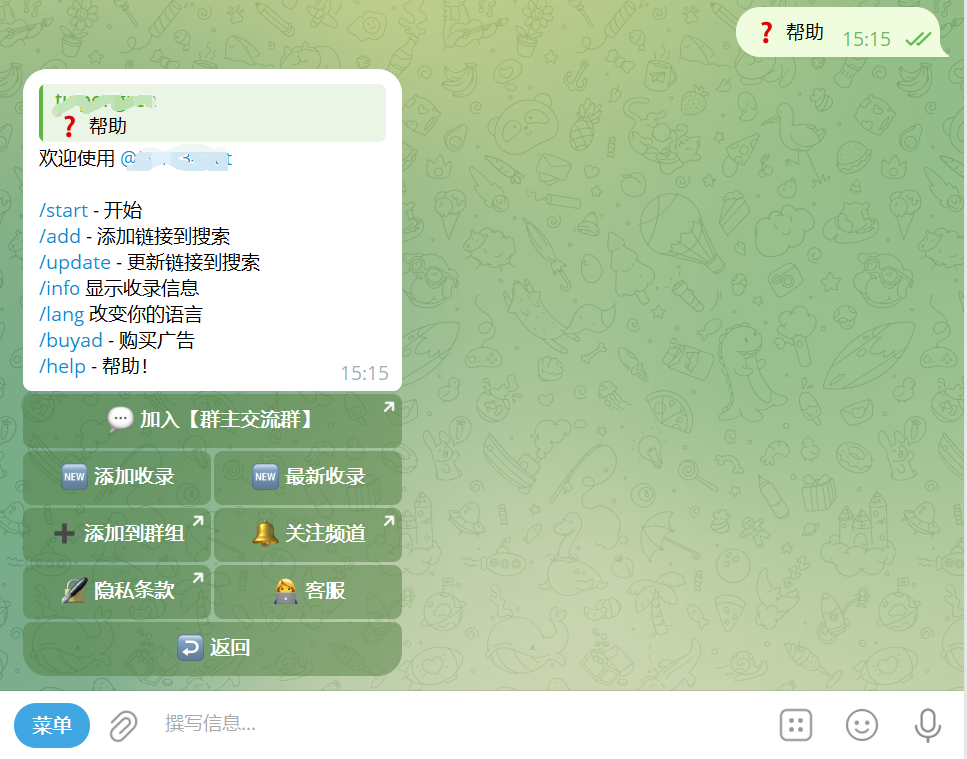 ❓ 帮助 15:15
❓ 帮助
欢迎使用
/start - 开始
/add - 添加链接到搜索
/update - 更新链接到搜索
/info 显示收录信息
/lang 改变你的语言
/buyad - 购买广告
/help - 帮助！
15:15
加入【群主交流群】
NEW 添加收录 NEW 最新收录
添加到群组 关注频道
隐私条款 客服
返回
菜单 撰写信息...